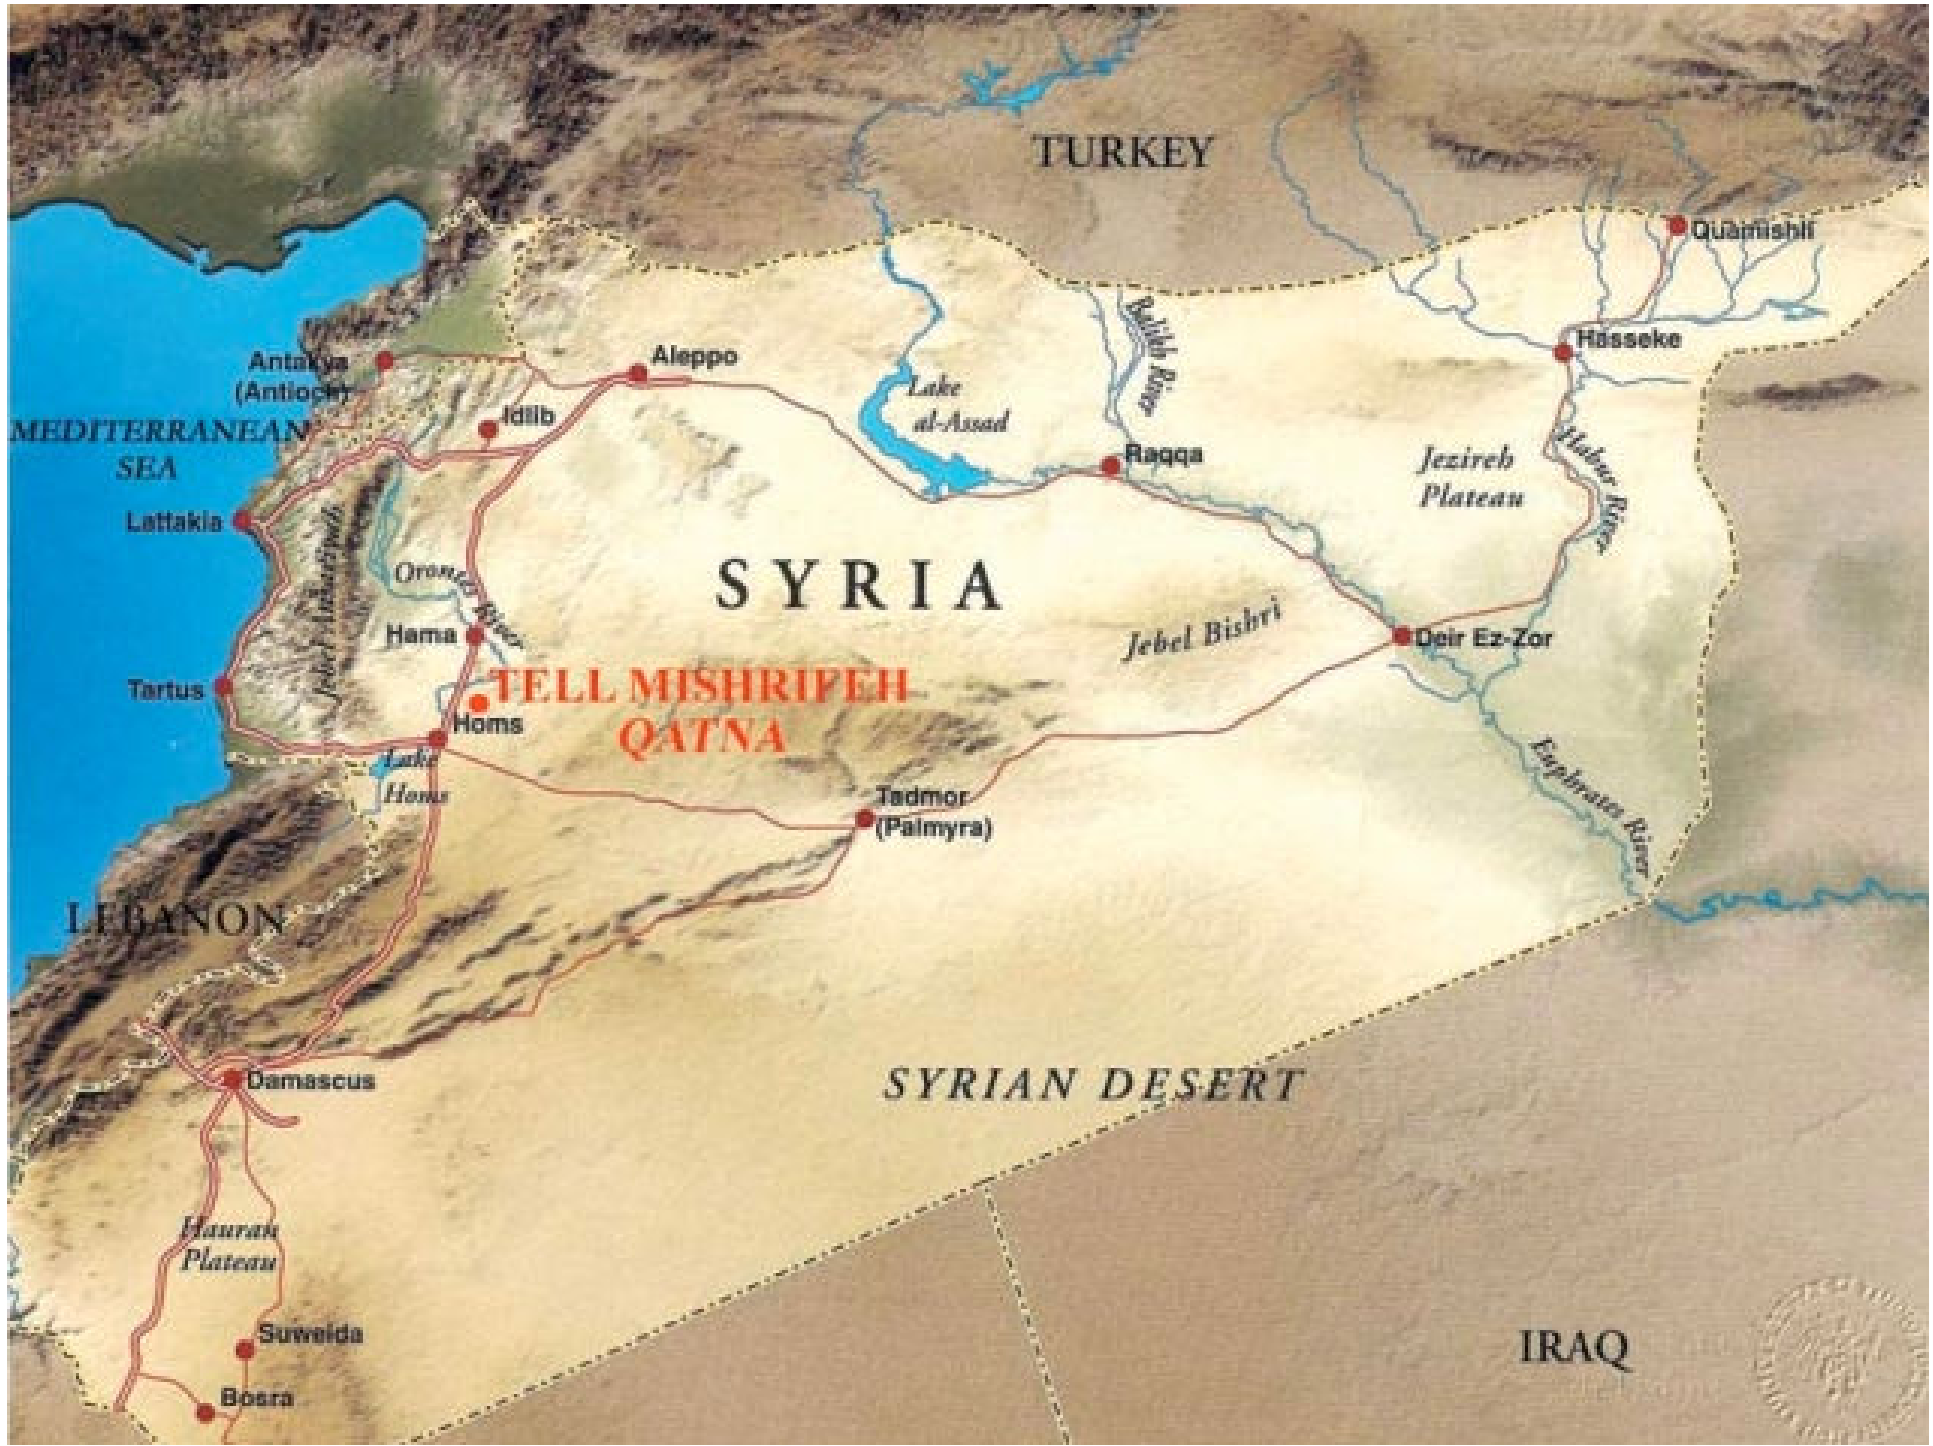 TURKEY
Quamishli
Hasseke
Balikh River
Antakya
(Antioch)
Aleppo
Lake
al-Assad
Idlib
MEDITERRANEAN
SEA
Raqqa
Jezireh
Plateau
Habur River
Lattakia
Jebel Ansariyah
Orontes River
SYRIA
Hama
Jebel Bishri
Deir Ez-Zor
Tartus
TELL MISHRIFEH
QATNA
Homs
Lake
Homs
Tadmor
(Palmyra)
Euphrates River
LEBANON
Damascus
SYRIAN DESERT
Hauran
Plateau
Suweida
Bosra
IRAQ